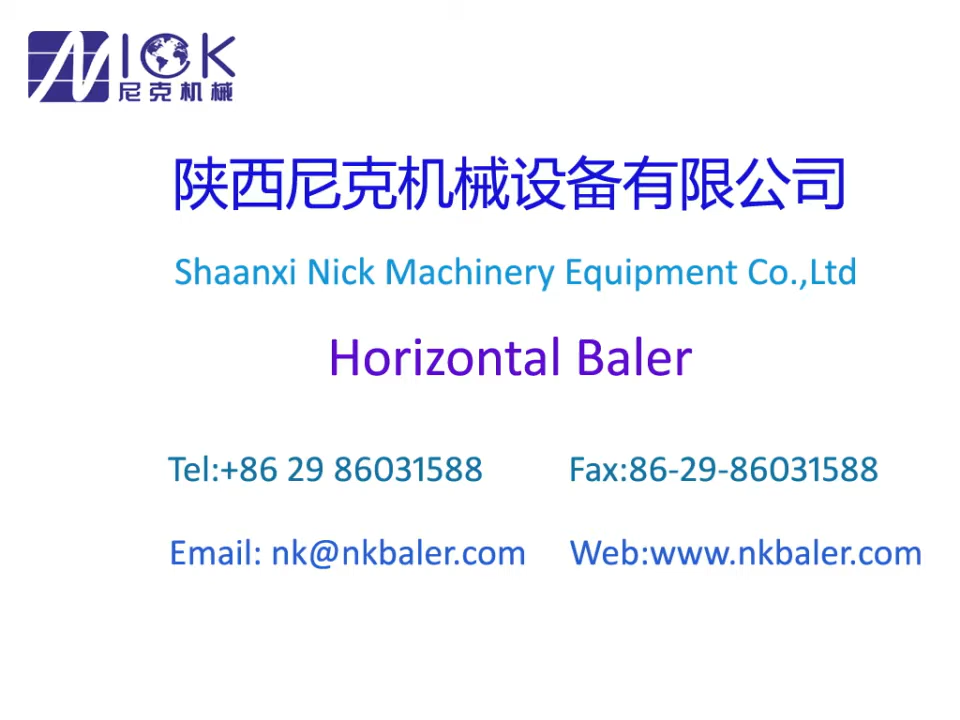 NICK
尼克机械
陕西尼克机械设备有限公司
Shaanxi Nick Machinery Equipment Co.,Ltd
Horizontal Baler
Tel:+86 29 86031588 Fax:86-29-86031588
Email: nk@nkbaler.com Web:www.nkbaler.com